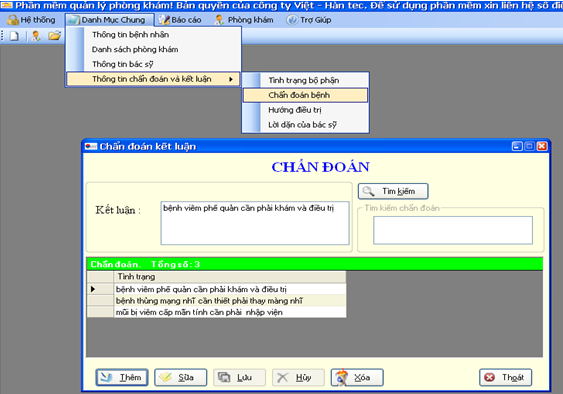 Phần mềm quản lý phòng khám! Bản quyền của công ty Việt - Hàn tec, Để sử dụng phần mềm xin liên hệ số điệ
Hệ thống Danh Mục Chung Báo cáo Phòng khám Trợ Giúp
Thông tin bệnh nhân
Danh sách phòng khám
Thông tin bác sỹ
Thông tin chẩn đoán và kết luận
Tình trạng bộ phận
Chẩn đoán bệnh
Hướng điều trị
Lời dặn của bác sỹ
Chẩn đoán kết luận
CHẨN ĐOÁN
Kết luận :
bệnh viêm phế quản cần phải khám và điều trị
Tìm kiếm
Tìm kiếm chẩn đoán
Chẩn đoán. Tổng số. 3
Tình trạng
bệnh viêm phế quản cần phải khám và điều trị
bệnh thủng mạng nhĩ cần thiết phải thay màng nhĩ
mũi bị viêm cấp mãn tính cần phải nhập viện
Thêm Sửa Lưu Hủy Xóa Thoát